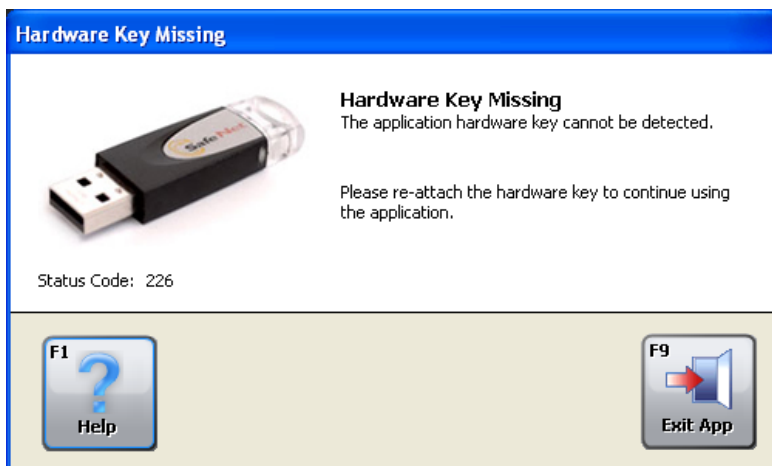 Hardware Key Missing
SafeNet
Hardware Key Missing
The application hardware key cannot be detected.
Please re-attach the hardware key to continue using
the application.
Status Code: 226
F1
Help
F9
Exit App